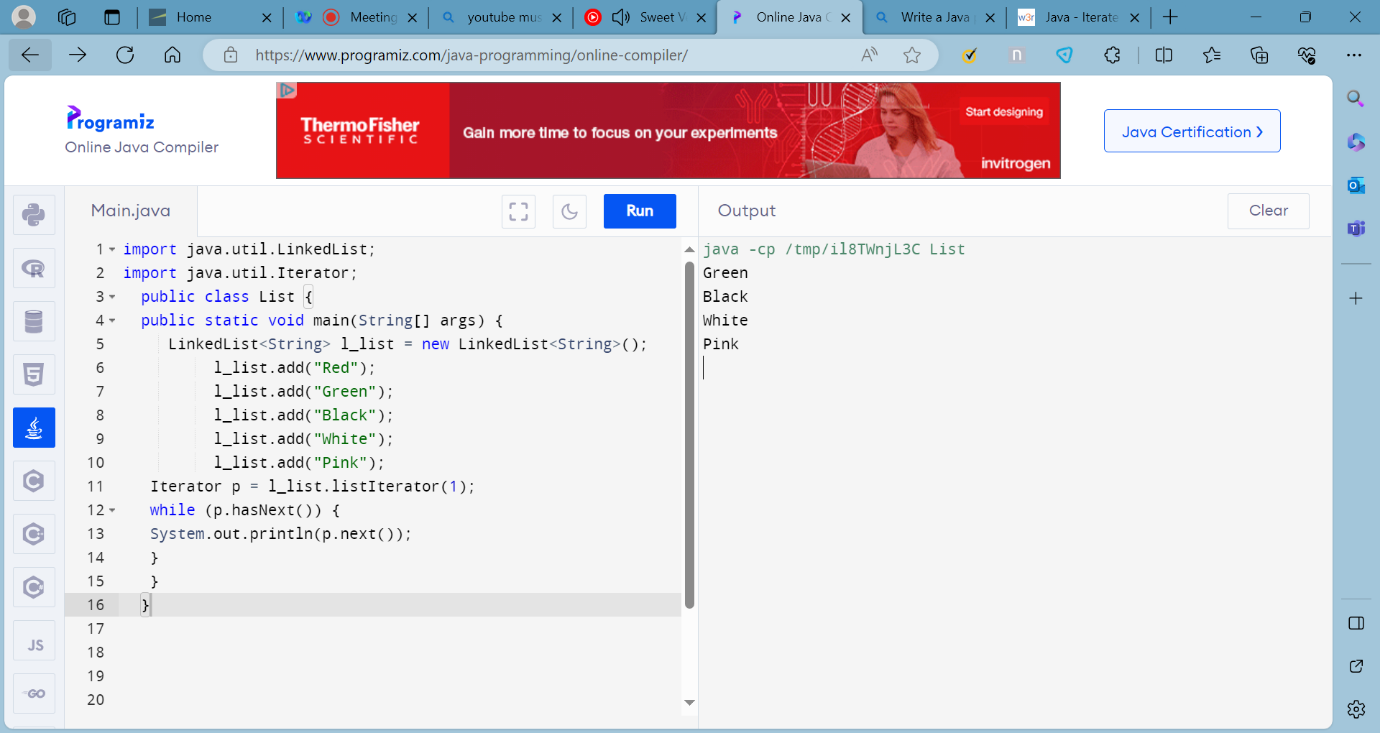 Home
Meeting
youtube mus
Sweet V
Online Java C
Write a Java
Java - Iterate
https://www.programiz.com/java-programming/online-compiler/
Programiz
Online Java Compiler
ThermoFisher
SCIENTIFIC
Gain more time to focus on your experiments
Start designing
invitrogen
Java Certification >
Main.java
Run
Output
Clear
1 import java.util.LinkedList;
2 import java.util.Iterator;
3 public class List {
4 public static void main(String[] args) {
5 LinkedList<String> l_list = new LinkedList<String>();
6 l_list.add("Red");
7 l_list.add("Green");
8 l_list.add("Black");
9 l_list.add("White");
10 l_list.add("Pink");
11 Iterator p = l_list.listIterator(1);
12 while (p.hasNext()) {
13 System.out.println(p.next());
14 }
15 }
16 }
17
18
19
20
java -cp /tmp/il8TWnjL3C List
Green
Black
White
Pink
JS
GO